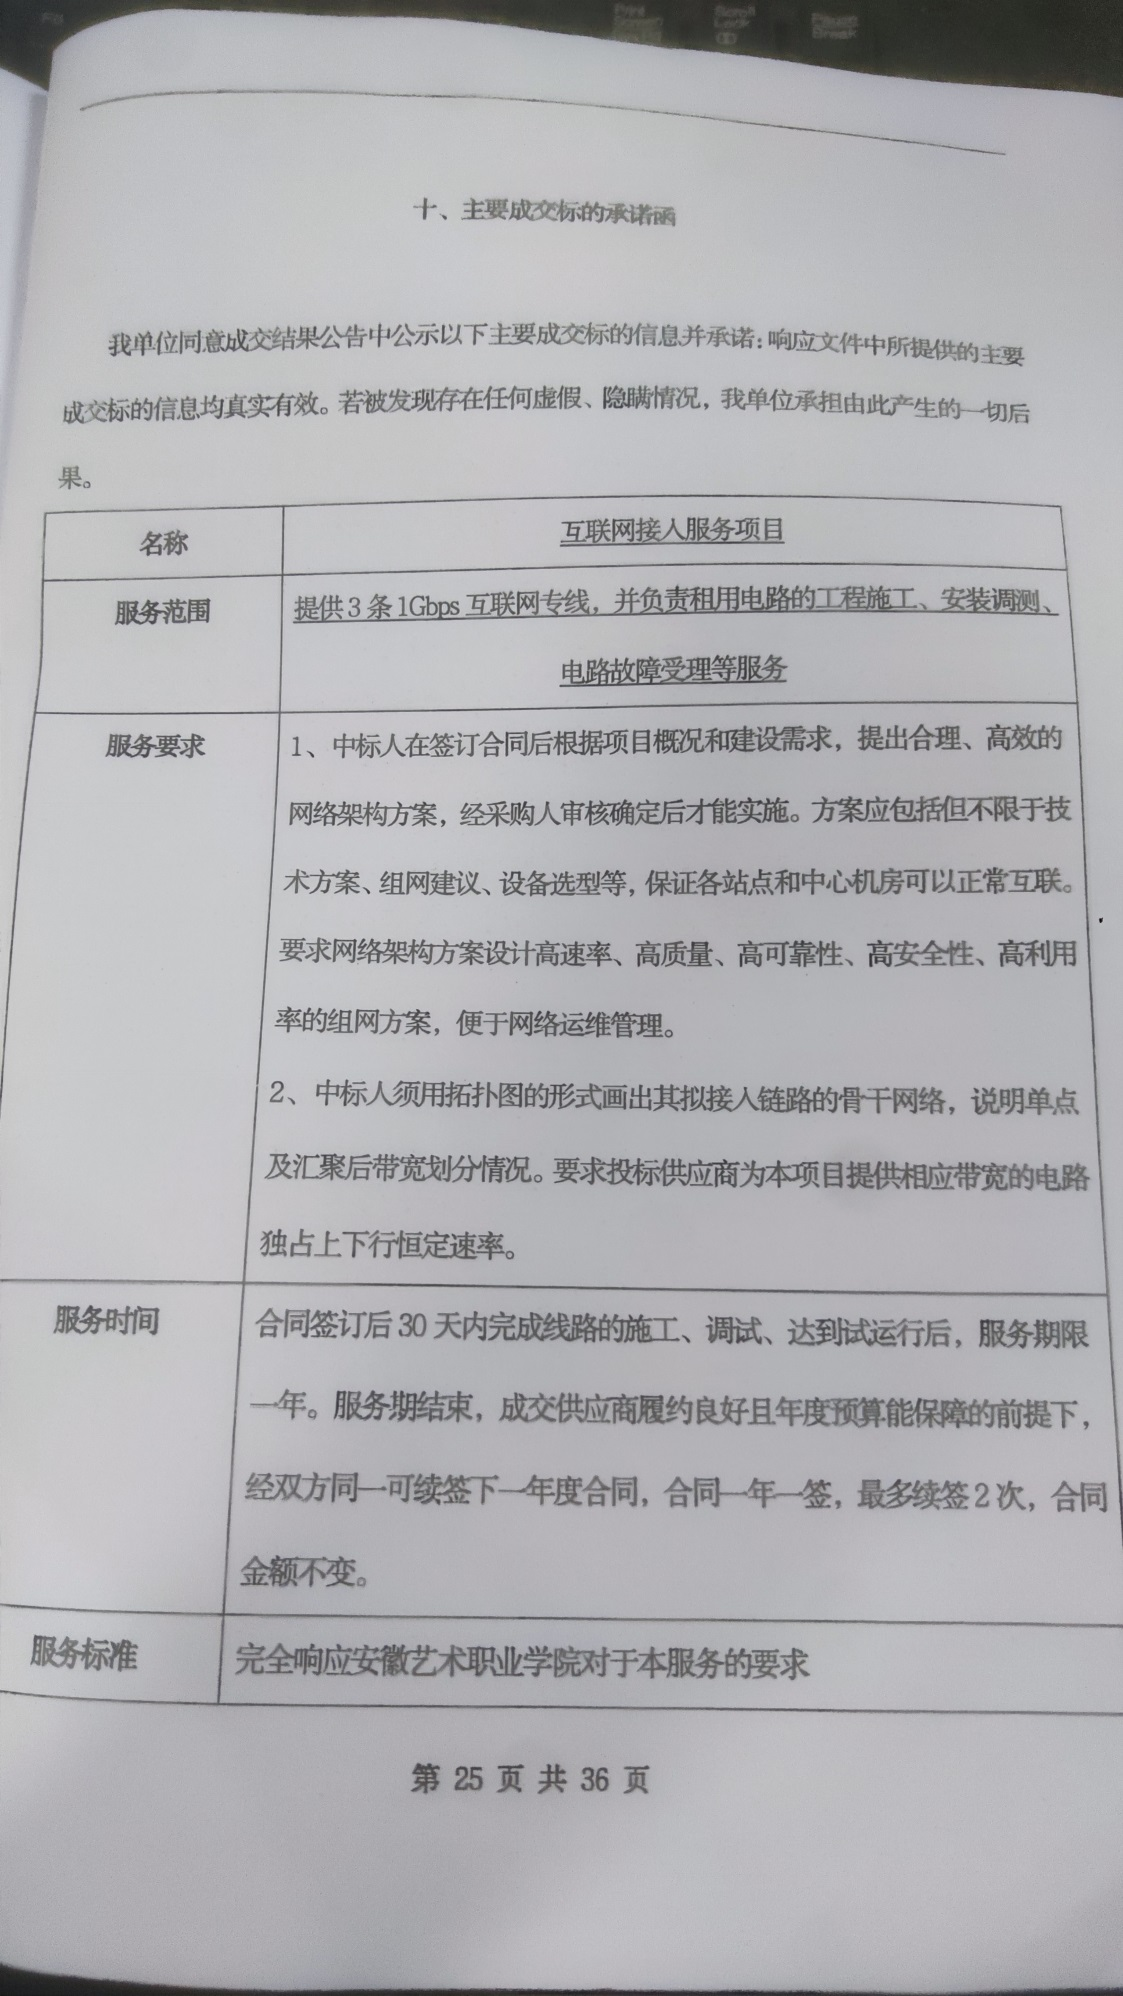 Print
Screen
Scroll
Lock
Pause
Break
十、主要成交标的承诺函
我单位同意成交结果公告中公示以下主要成交标的信息并承诺：响应文件中所提供的主要
成交标的信息均真实有效。若被发现存在任何虚假、隐瞒情况，我单位承担由此产生的一切后
果。
名称
互联网接入服务项目
服务范围
提供3条1Gbps互联网专线，并负责租用电路的工程施工、安装调测、
电路故障受理等服务
服务要求
1、中标人在签订合同后根据项目概况和建设需求，提出合理、高效的
网络架构方案，经采购人审核确定后才能实施。方案应包括但不限于技
术方案、组网建议、设备选型等，保证各站点和中心机房可以正常互联。
要求网络架构方案设计高速率、高质量、高可靠性、高安全性、高利用
率的组网方案，便于网络运维管理。
2、中标人须用拓扑图的形式画出其拟接入链路的骨干网络，说明单点
及汇聚后带宽划分情况。要求投标供应商为本项目提供相应带宽的电路
独占上下行恒定速率。
服务时间
合同签订后30天内完成线路的施工、调试、达到试运行后，服务期限
一年。服务期结束，成交供应商履约良好且年度预算能保障的前提下，
经双方同一可续签下一年度合同，合同一年一签，最多续签2次，合同
金额不变。
服务标准
完全响应安徽艺术职业学院对于本服务的要求
第 25 页 共 36 页